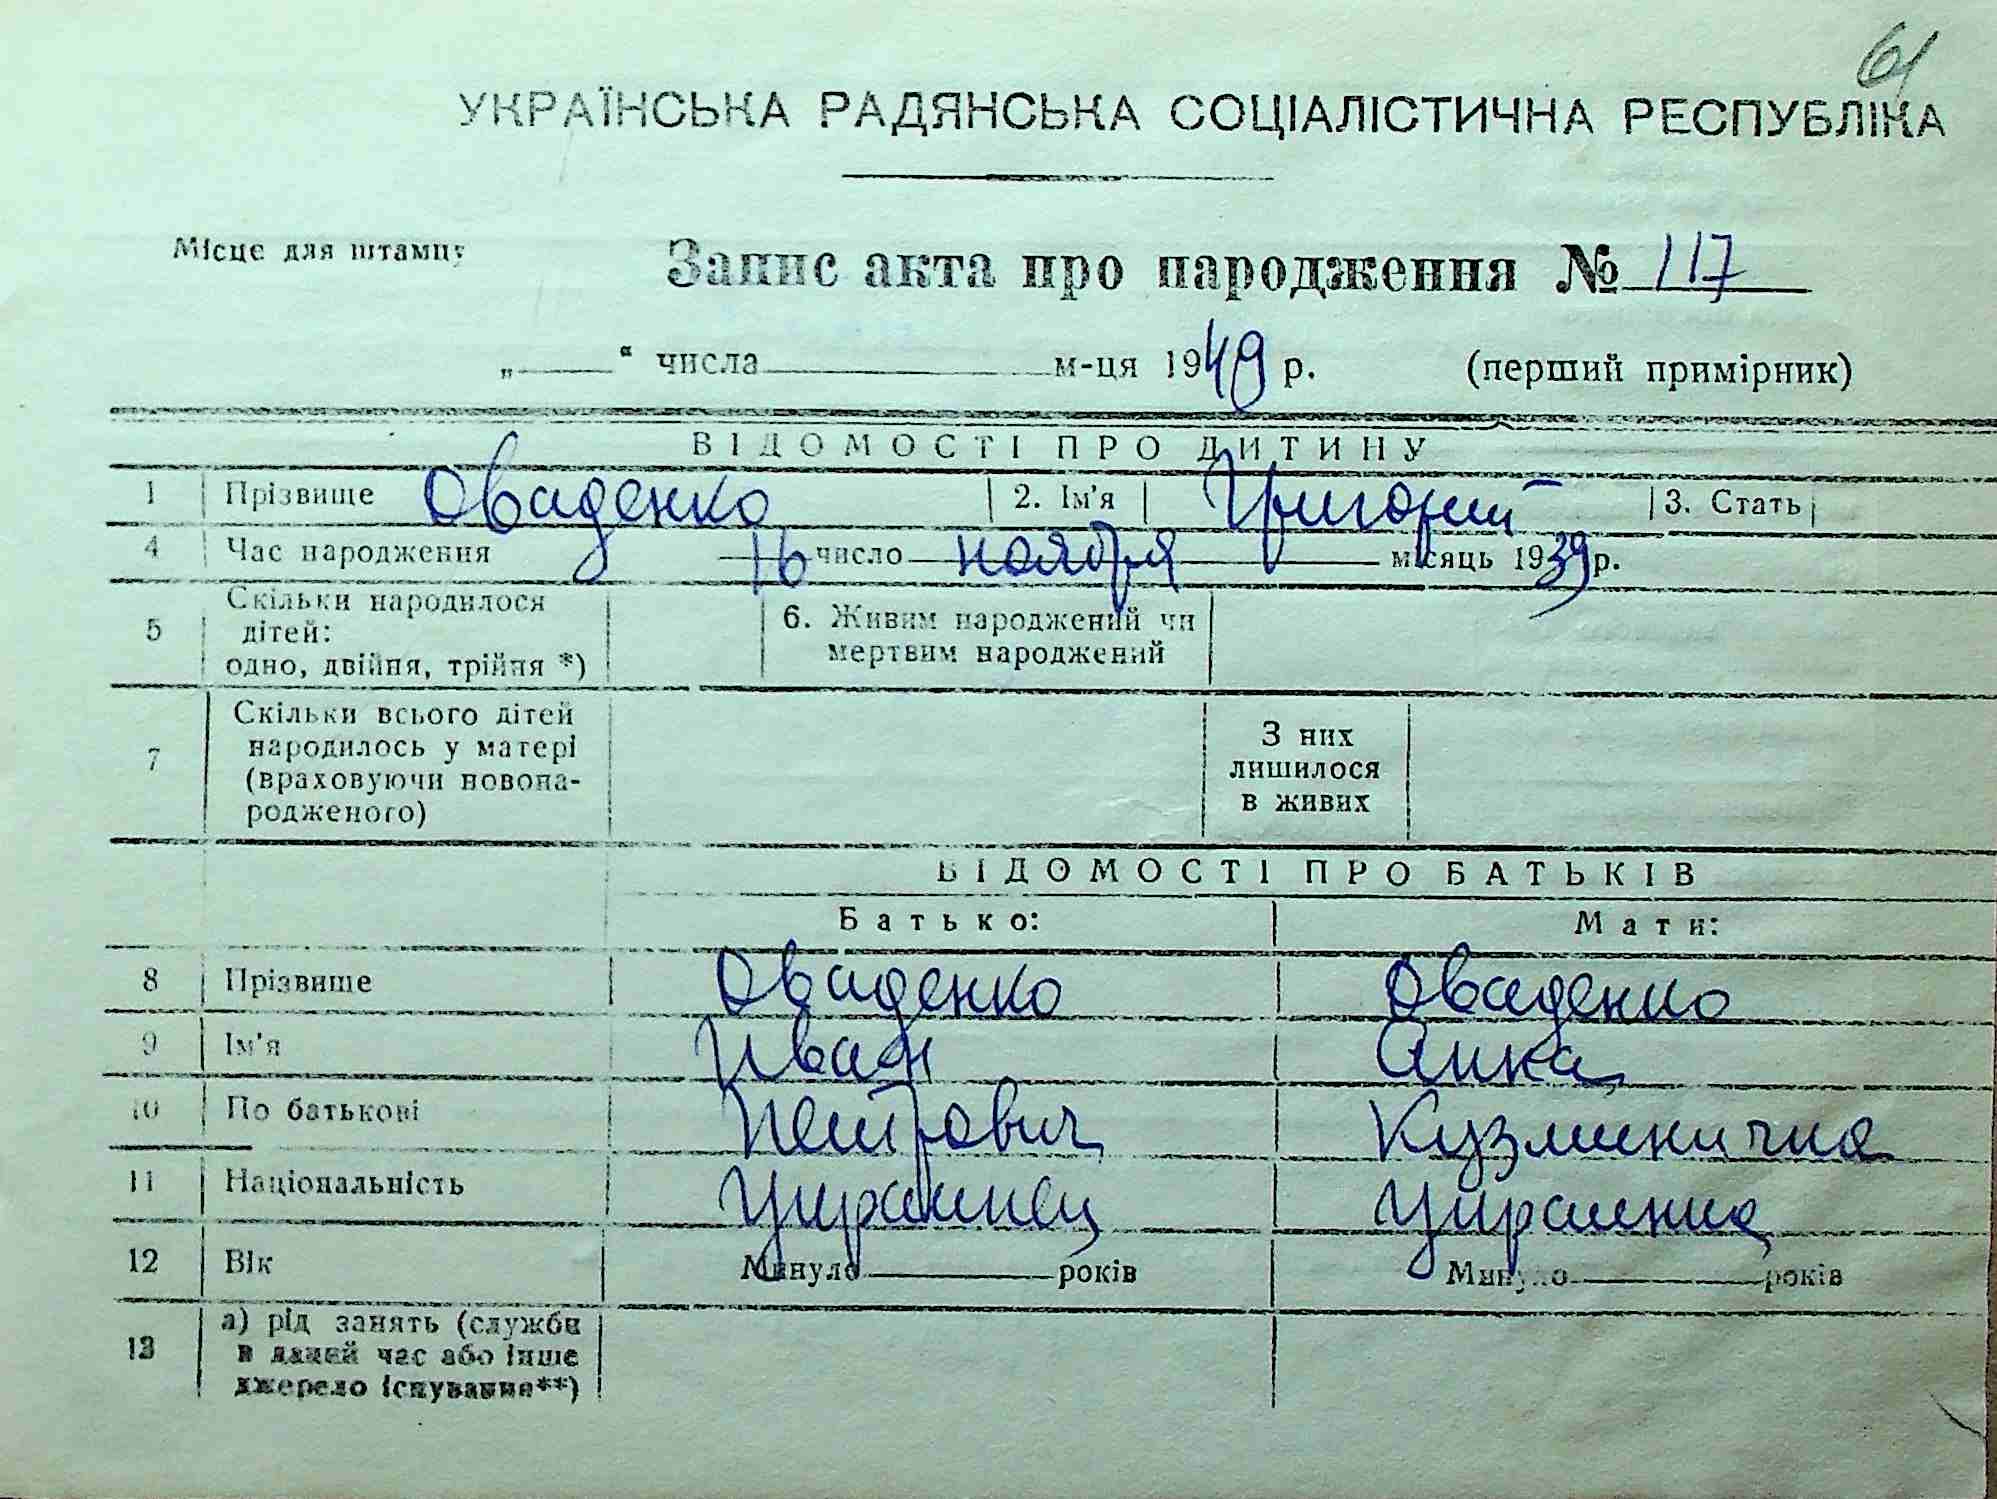 61
УКРАЇНСЬКА РАДЯНСЬКА СОЦІАЛІСТИЧНА РЕСПУБЛІКА
Місце для штампу
Запис акта про народження № 117
„ “ числа м-ця 1949 р. (перший примірник)
ВІДОМОСТІ ПРО ДИТИНУ
1 Прізвище Оваденко 2. Ім'я Григорий 3. Стать
4 Час народження 16 число ноября місяць 1939 р.
5 Скільки народилося дітей: одно, двійня, трійня *) 6. Живим народжений чи мертвим народжений
7 Скільки всього дітей народилось у матері (враховуючи новонародженого) З них лишилося в живих
ВІДОМОСТІ ПРО БАТЬКІВ
Батько: Мати:
8 Прізвище Оваденко Оваденко
9 Ім'я Иван Анна
10 По батькові Петрович Кузминична
11 Національність Украинец Украинка
12 Вік Минуло років Минуло років
13 а) рід занять (служби в даний час або інше джерело існування**)